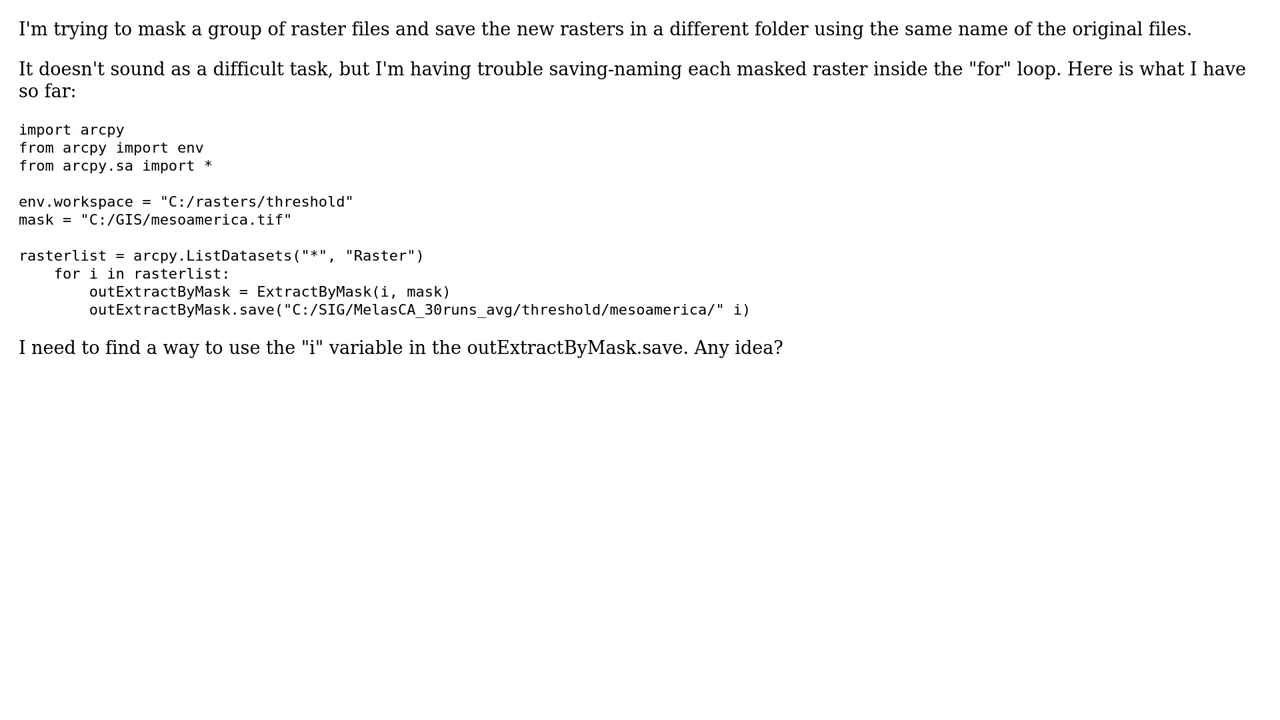 I'm trying to mask a group of raster files and save the new rasters in a different folder using the same name of the original files.
It doesn't sound as a difficult task, but I'm having trouble saving-naming each masked raster inside the "for" loop. Here is what I have
so far:
import arcpy
from arcpy import env
from arcpy.sa import *
env.workspace = "C:/rasters/threshold"
mask = "C:/GIS/mesoamerica.tif"
rasterlist = arcpy.ListDatasets("*", "Raster")
    for i in rasterlist:
        outExtractByMask = ExtractByMask(i, mask)
        outExtractByMask.save("C:/SIG/MelasCA_30runs_avg/threshold/mesoamerica/" i)
I need to find a way to use the "i" variable in the outExtractByMask.save. Any idea?